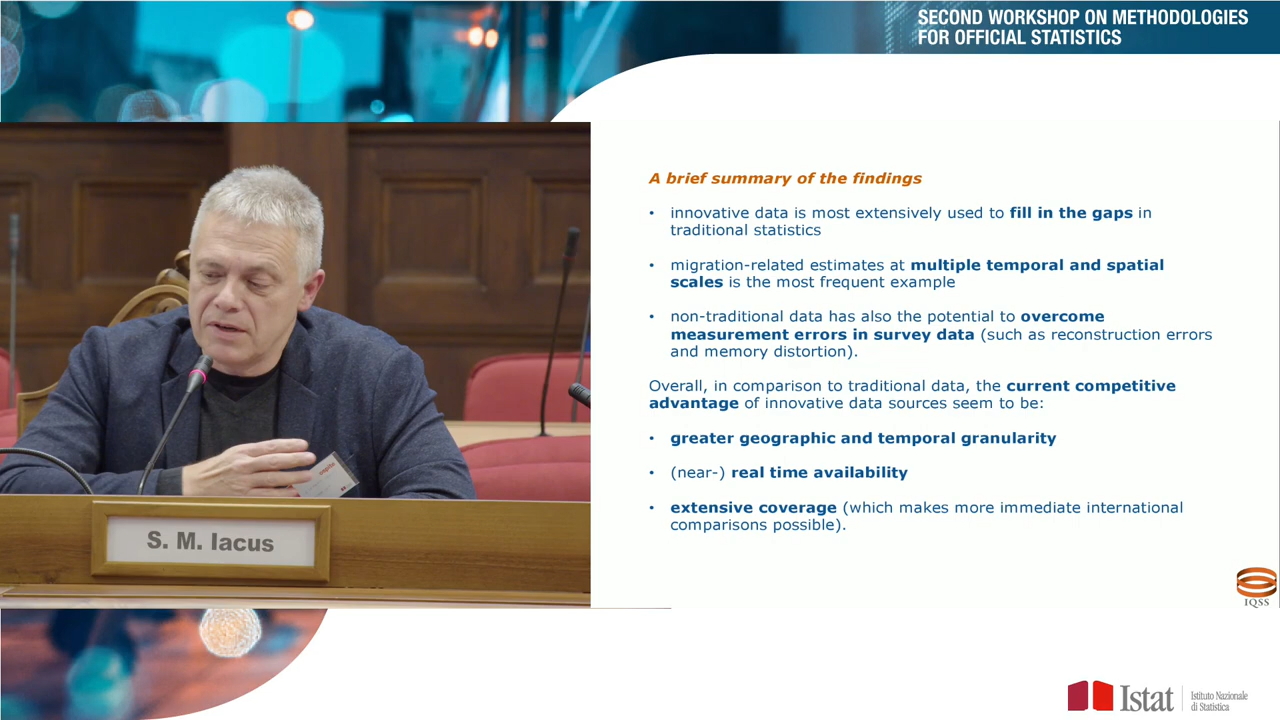 SECOND WORKSHOP ON METHODOLOGIES
FOR OFFICIAL STATISTICS
A brief summary of the findings
• innovative data is most extensively used to fill in the gaps in
traditional statistics
• migration-related estimates at multiple temporal and spatial
scales is the most frequent example
• non-traditional data has also the potential to overcome
measurement errors in survey data (such as reconstruction errors
and memory distortion).
Overall, in comparison to traditional data, the current competitive
advantage of innovative data sources seem to be:
• greater geographic and temporal granularity
• (near-) real time availability
• extensive coverage (which makes more immediate international
comparisons possible).
S. M. Iacus
IQSS
Istat
Istituto Nazionale
di Statistica